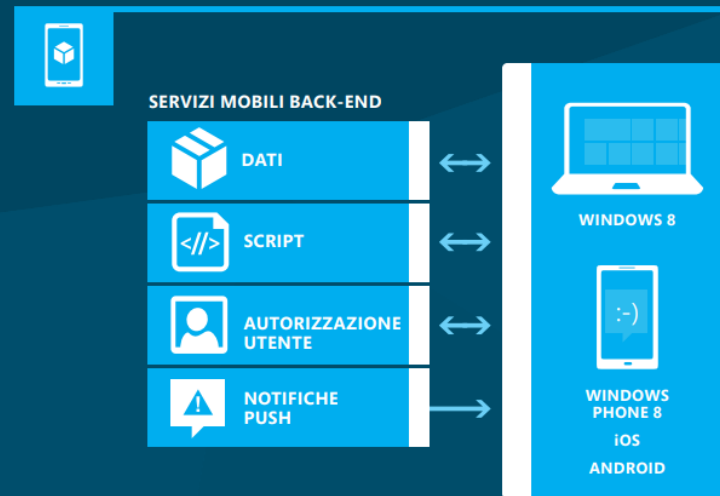 SERVIZI MOBILI BACK-END
DATI
SCRIPT
</>
AUTORIZZAZIONE
UTENTE
NOTIFICHE
PUSH
WINDOWS 8
:-)
WINDOWS
PHONE 8
iOS
ANDROID